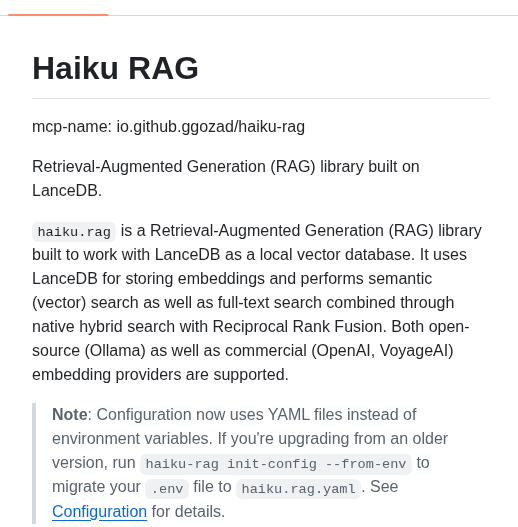 Haiku RAG
mcp-name: io.github.ggozad/haiku-rag
Retrieval-Augmented Generation (RAG) library built on
LanceDB.
haiku.rag is a Retrieval-Augmented Generation (RAG) library
built to work with LanceDB as a local vector database. It uses
LanceDB for storing embeddings and performs semantic
(vector) search as well as full-text search combined through
native hybrid search with Reciprocal Rank Fusion. Both open-
source (Ollama) as well as commercial (OpenAI, VoyageAI)
embedding providers are supported.
Note: Configuration now uses YAML files instead of
environment variables. If you're upgrading from an older
version, run haiku-rag init-config --from-env to
migrate your .env file to haiku.rag.yaml. See
Configuration for details.